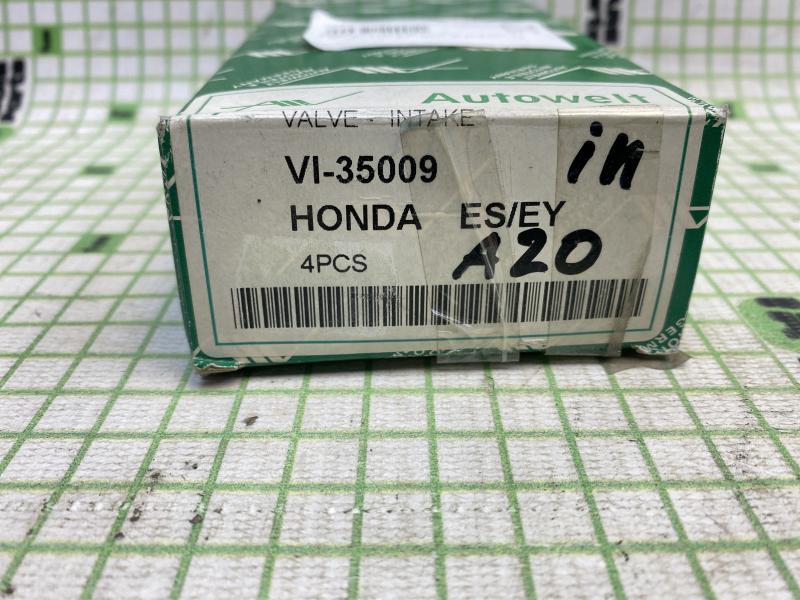 Autowelt
VALVE - INTAKE
VI-35009
in
HONDA ES/EY
4PCS
A20